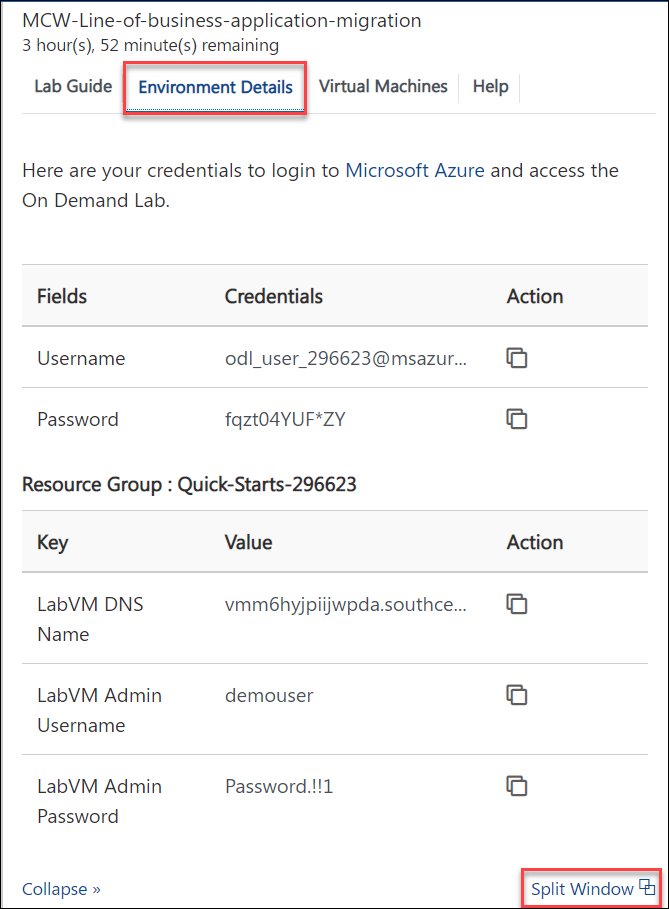 MCW-Line-of-business-application-migration
3 hour(s), 52 minute(s) remaining
Lab Guide Environment Details Virtual Machines Help
Here are your credentials to login to Microsoft Azure and access the
On Demand Lab.
Fields Credentials Action
Username odl_user_296623@msazur...
Password fqzt04YUF*ZY
Resource Group : Quick-Starts-296623
Key Value Action
LabVM DNS vmm6hyjpiijwpda.southce...
Name
LabVM Admin demouser
Username
LabVM Admin Password.!!1
Password
Collapse » Split Window